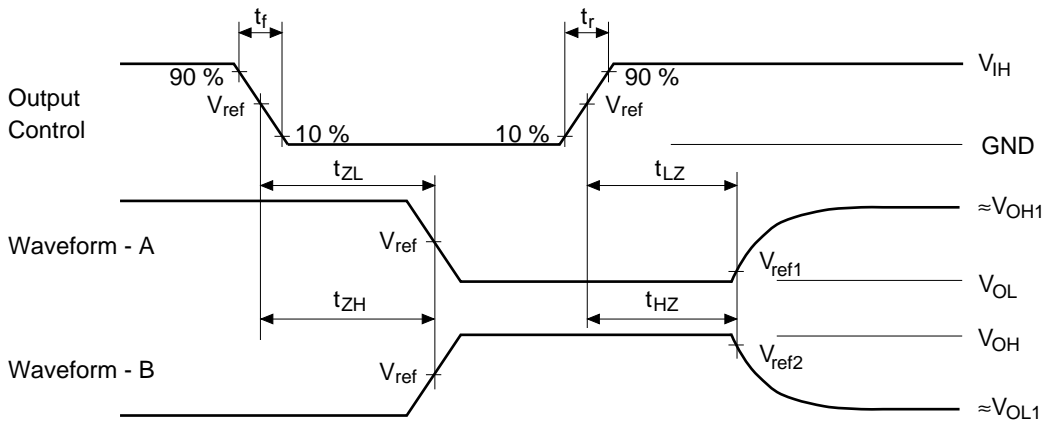 tf
tr
90 %
90 %
VIH
Output
Control
Vref
Vref
10 %
10 %
GND
tZL
tLZ
≈VOH1
Waveform - A
Vref
Vref1
VOL
tZH
tHZ
VOH
Waveform - B
Vref
Vref2
≈VOL1